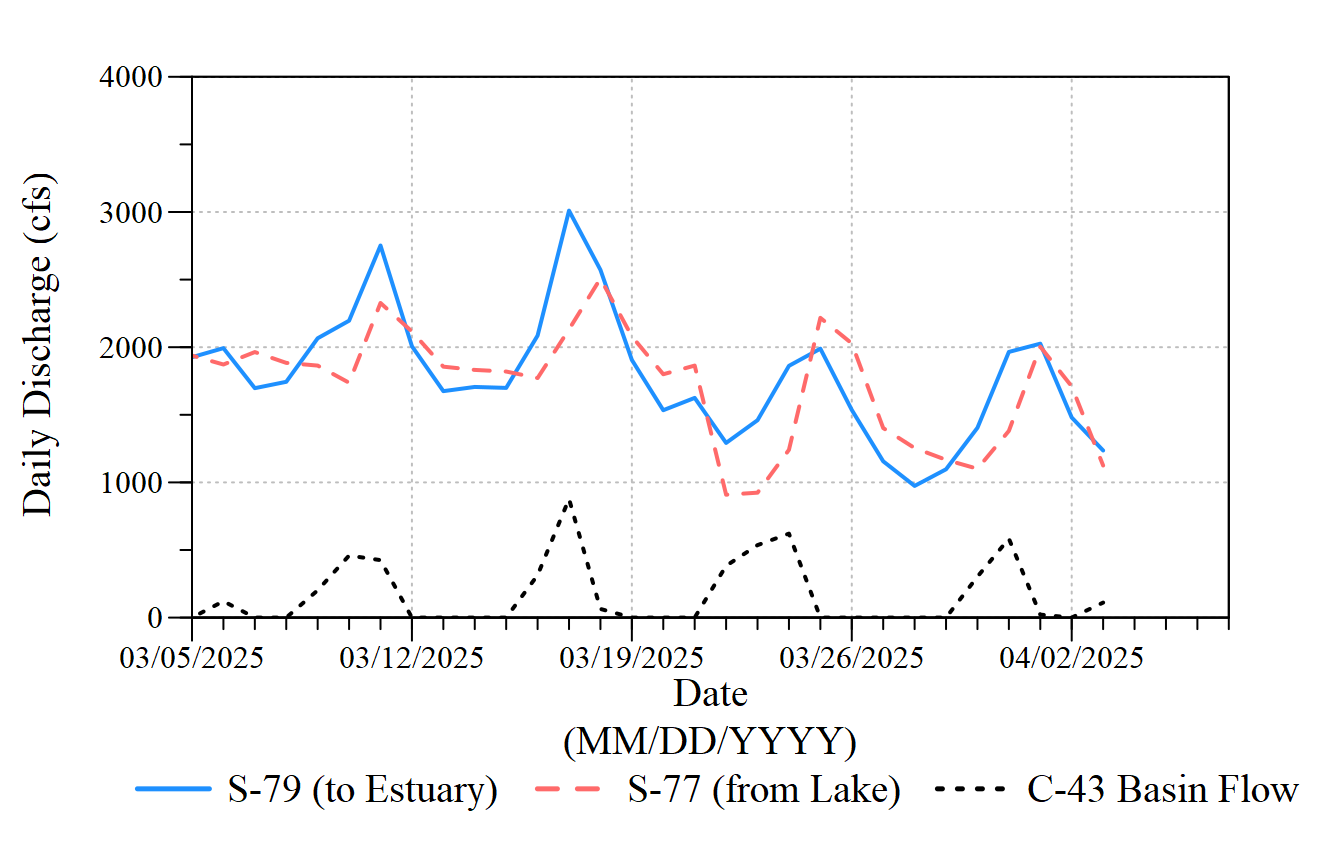 4000
3000
2000
1000
0
Daily Discharge (cfs)
03/05/2025 03/12/2025 03/19/2025 03/26/2025 04/02/2025
Date
(MM/DD/YYYY)
S-79 (to Estuary) S-77 (from Lake) C-43 Basin Flow